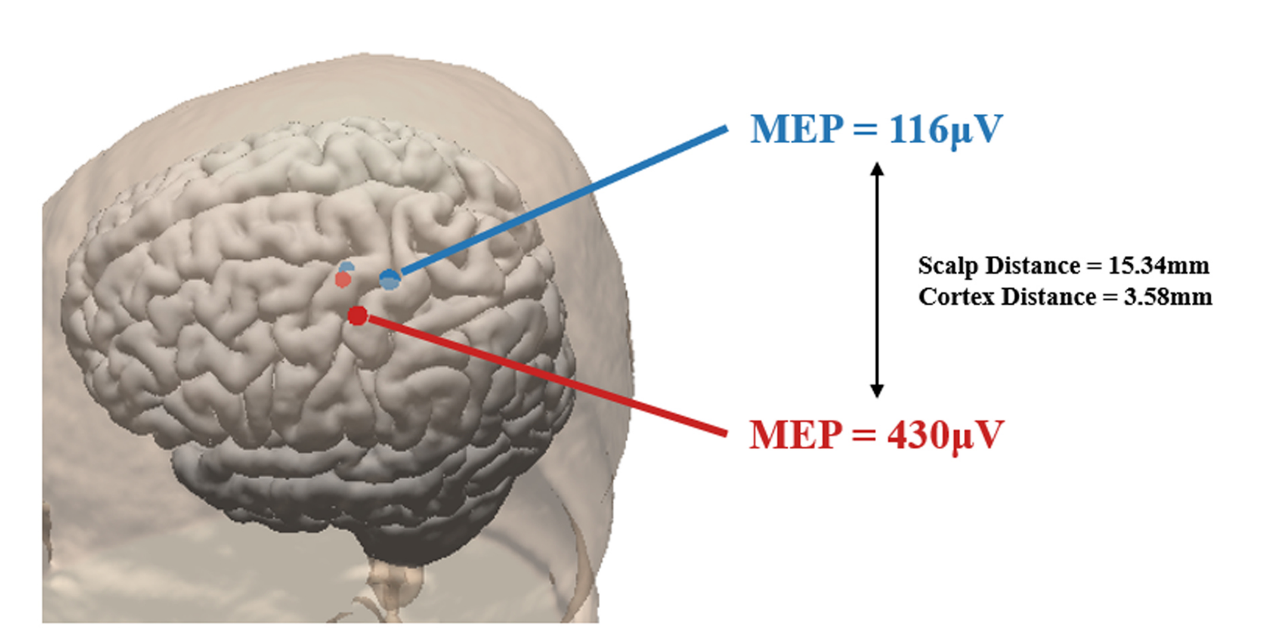 MEP = 116μV
Scalp Distance = 15.34mm
Cortex Distance = 3.58mm
MEP = 430μV